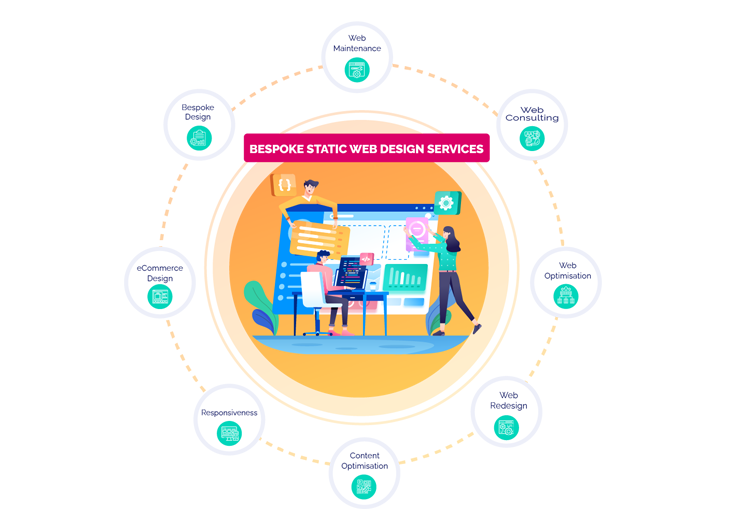 Web
Maintenance
Bespoke
Design
Web
Consulting
BESPOKE STATIC WEB DESIGN SERVICES
{ }
eCommerce
Design
Web
Optimisation
Web
Redesign
Responsiveness
Content
Optimisation